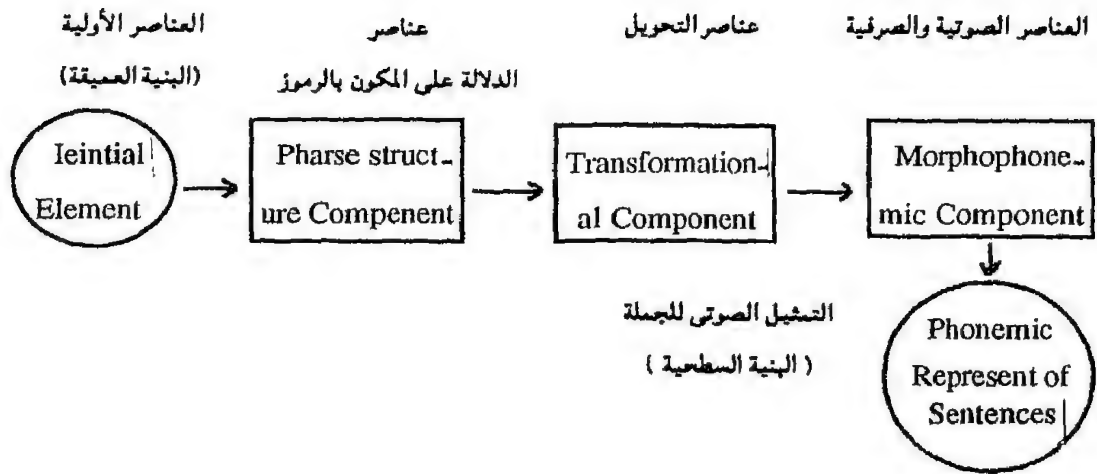 العناصر الأولية
(البنية العميقة)
عناصر
الدلالة على المكون بالرموز
عناصر التحويل
العناصر الصوتية والصرفية
Ieintial
Element
Pharse struct-
ure Compenent
Transformation-
al Component
Morphophone-
mic Component
التمثيل الصوتى للجملة
( البنية السطحية )
Phonemic
Represent of
Sentences